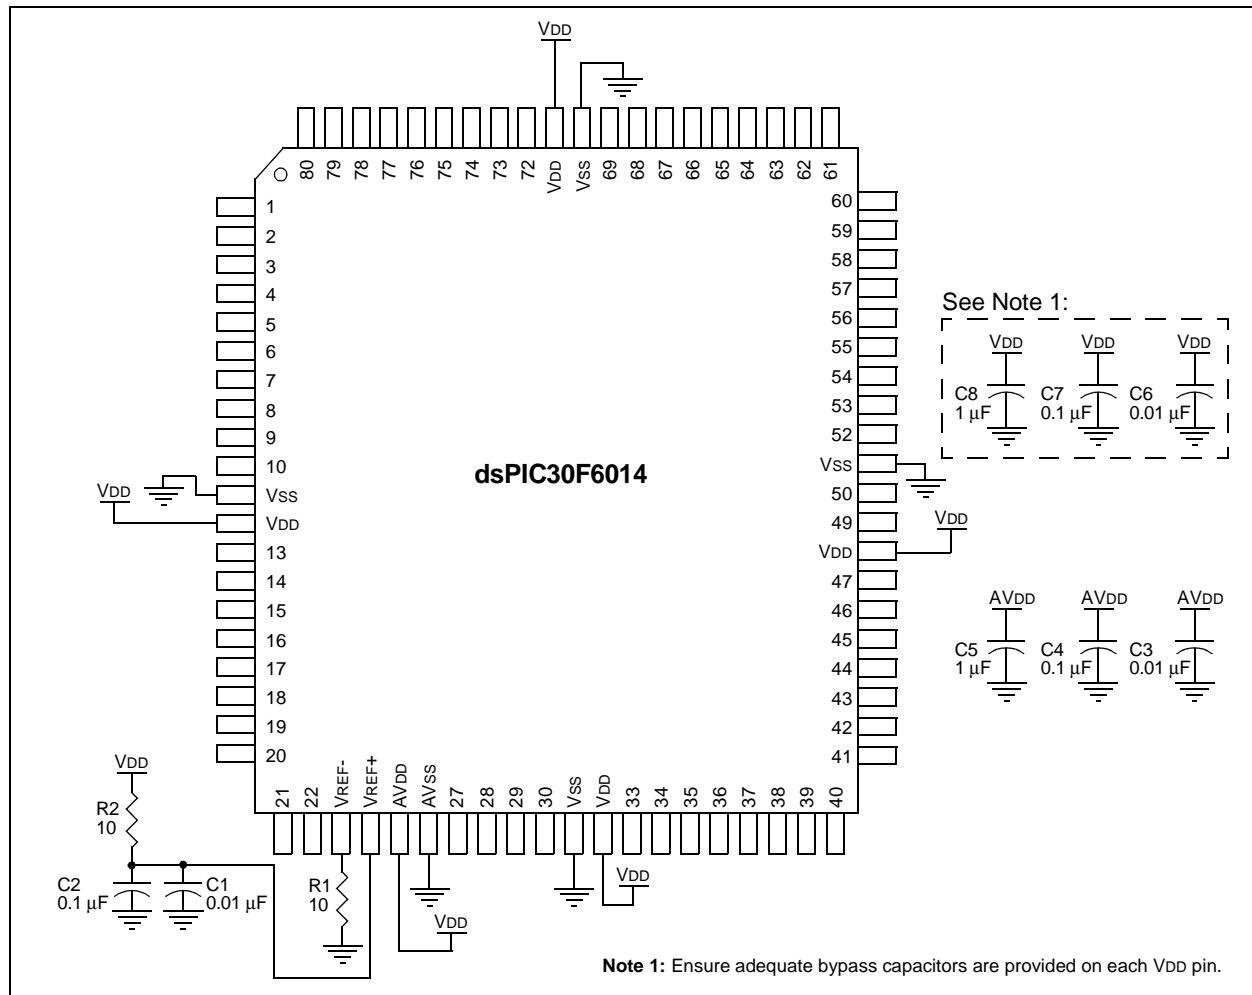 VDD
80 79 78 77 76 75 74 73 72 VDD VSS 69 68 67 66 65 64 63 62 61
1
2
3
4
5
6
7
8
9
10
VSS
VDD
13
14
15
16
17
18
19
20
VDD
dsPIC30F6014
60
59
58
57
56
55
54
53
52
VSS
50
49
VDD
47
46
45
44
43
42
41
VDD
See Note 1:
VDD VDD VDD
C8 C7 C6
1 µF 0.1 µF 0.01 µF
AVDD AVDD AVDD
C5 C4 C3
1 µF 0.1 µF 0.01 µF
21 22 VREF- VREF+ AVDD AVSS 27 28 29 30 VSS VDD 33 34 35 36 37 38 39 40
VDD
R2
10
C2 C1
0.1 µF 0.01 µF
R1
10
VDD
VDD
Note 1: Ensure adequate bypass capacitors are provided on each VDD pin.